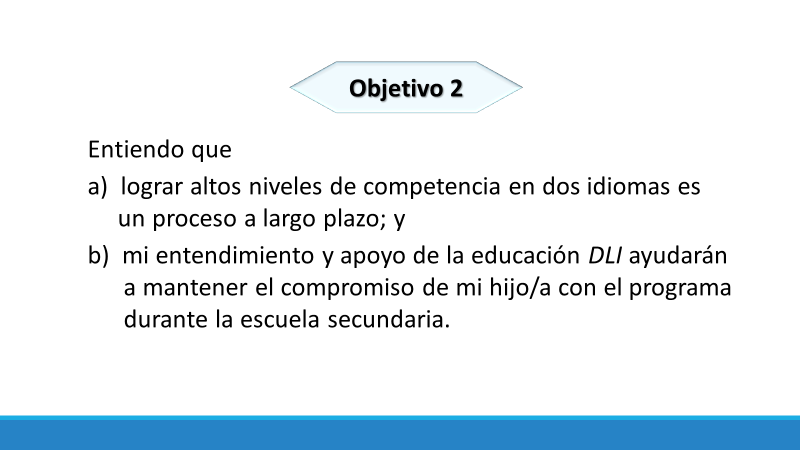 Objetivo 2
Entiendo que
a) lograr altos niveles de competencia en dos idiomas es
un proceso a largo plazo; y
b) mi entendimiento y apoyo de la educación DLI ayudarán
a mantener el compromiso de mi hijo/a con el programa
durante la escuela secundaria.